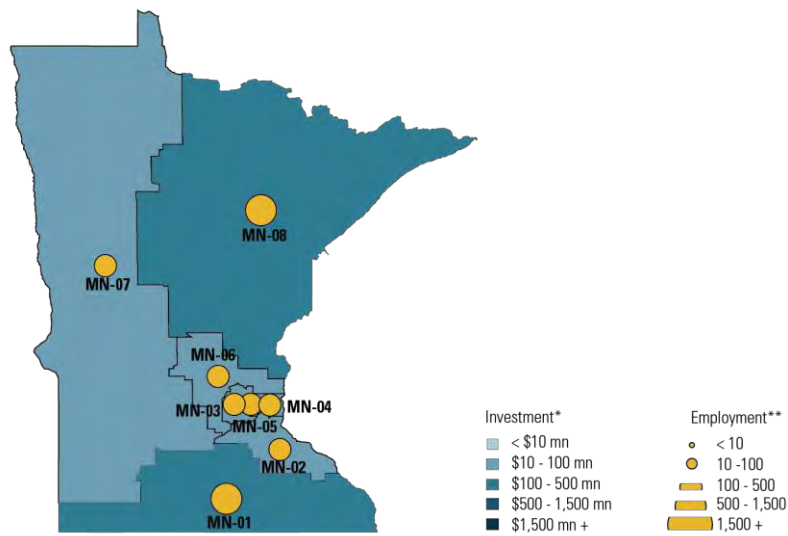 MN-08
MN-07
MN-06
MN-03
MN-04
MN-05
MN-02
MN-01
Investment*
< $10 mn
$10 - 100 mn
$100 - 500 mn
$500 - 1,500 mn
$1,500 mn +
Employment**
< 10
10 -100
100 - 500
500 - 1,500
1,500 +